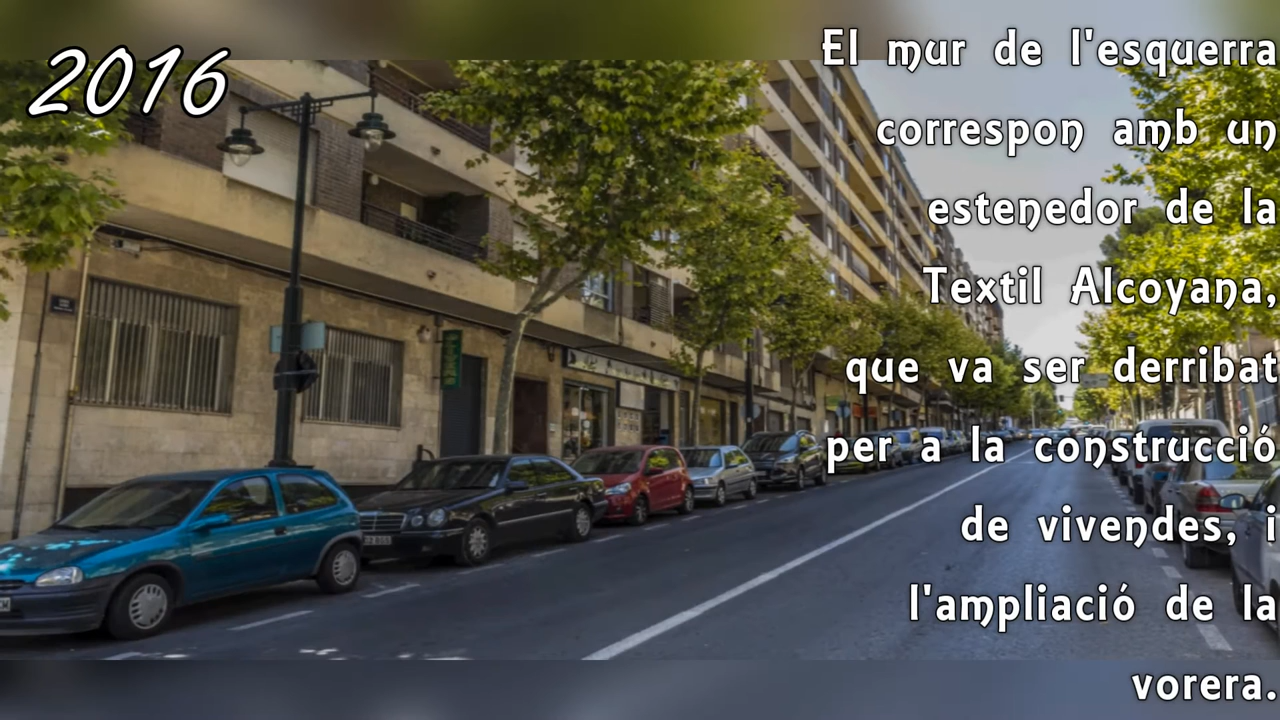 2016
El mur de l'esquerra
correspon amb un
estenedor de la
Textil Alcoyana,
que va ser derribat
per a la construcció
de vivendes, i
l'ampliació de la
vorera.